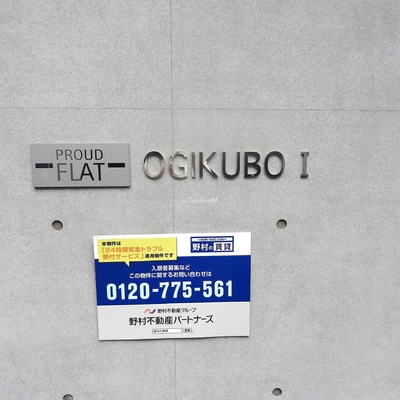 PROUD
FLAT
OGIKUBO I
本物件は
「24時間緊急トラブル
受付サービス」適用物件です
野村の賃貸
入居者募集など
この物件に関するお問い合わせは
0120-775-561
野村不動産グループ
野村不動産パートナーズ